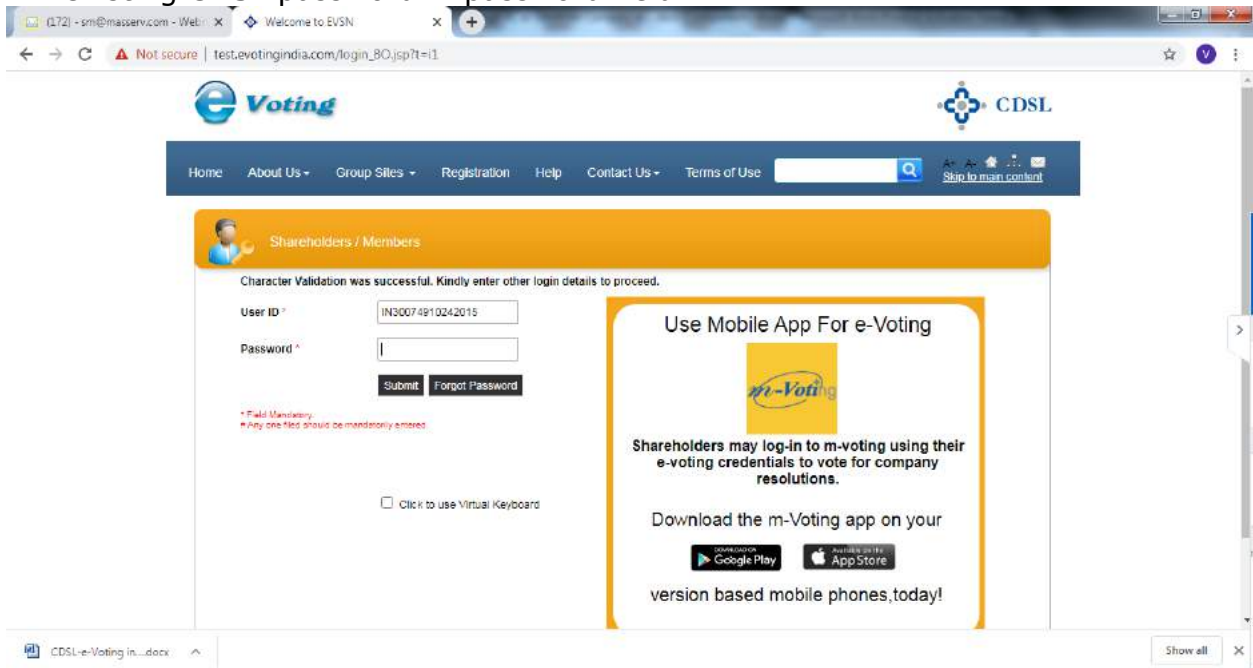 (172) - sm@masserv.com - Web
Welcome to EVSN
Not secure | test.evotingindia.com/login_BO.jsp?t=i1
V
e Voting
CDSL
Home About Us Group Sites Registration Help Contact Us Terms of Use
A+ A-
Skip to main content
Shareholders / Members
Character Validation was successful. Kindly enter other login details to proceed.
User ID * IN30074910242015
Password *
Submit Forgot Password
* Field Mandatory.
# Any one filed should be mandatorily entered
Click to use Virtual Keyboard
Use Mobile App For e-Voting
m-Voting
Shareholders may log-in to m-voting using their
e-voting credentials to vote for company
resolutions.
Download the m-Voting app on your
DOWNLOAD ON
Google Play
Available on the
App Store
version based mobile phones,today!
CDSL-e-Voting in....docx
Show all